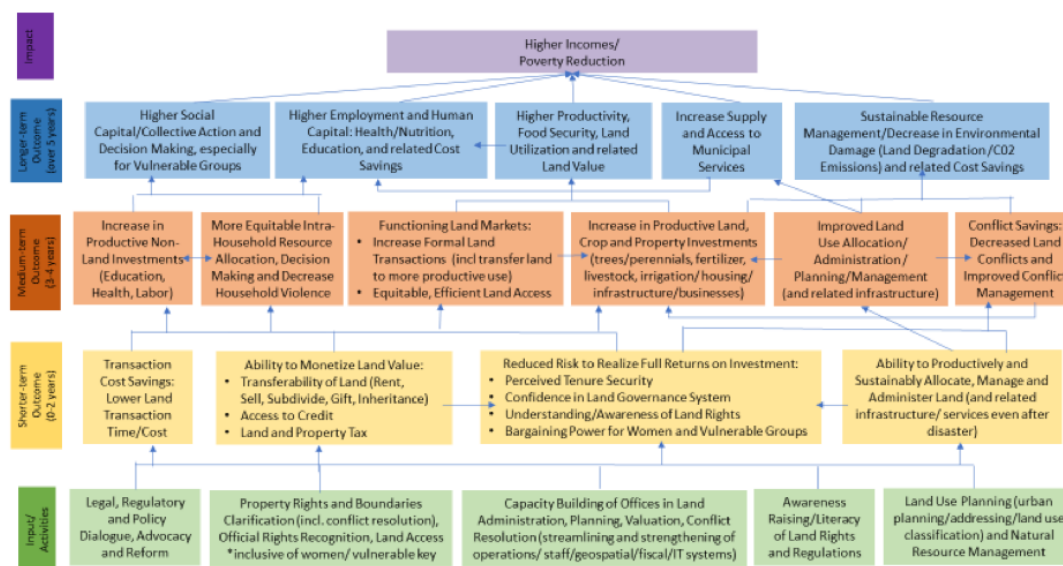 Impact
Higher Incomes/
Poverty Reduction
Longer-term
Outcome
(over 5 years)
Higher Social
Capital/Collective Action and
Decision Making, especially
for Vulnerable Groups
Higher Employment and Human
Capital: Health/Nutrition,
Education, and related Cost
Savings
Higher Productivity,
Food Security, Land
Utilization and related
Land Value
Increase Supply
and Access to
Municipal
Services
Sustainable Resource
Management/Decrease in Environmental
Damage (Land Degradation/C02
Emissions) and related Cost Savings
Medium-term
Outcome
(3-4 years)
Increase in
Productive Non-
Land Investments
(Education,
Health, Labor)
More Equitable Intra-
Household Resource
Allocation, Decision
Making and Decrease
Household Violence
Functioning Land Markets:
• Increase Formal Land
Transactions (incl transfer land
to more productive use)
• Equitable, Efficient Land Access
Increase in Productive Land,
Crop and Property Investments
(trees/perennials, fertilizer,
livestock, irrigation/ housing/
infrastructure/businesses)
Improved Land
Use Allocation/
Administration/
Planning/Management
(and related infrastructure)
Conflict Savings:
Decreased Land
Conflicts and
Improved Conflict
Management
Shorter-term
Outcome
(0-2 years)
Transaction
Cost Savings:
Lower Land
Transaction
Time/Cost
Ability to Monetize Land Value:
• Transferability of Land (Rent,
Sell, Subdivide, Gift, Inheritance)
• Access to Credit
• Land and Property Tax
Reduced Risk to Realize Full Returns on Investment:
• Perceived Tenure Security
• Confidence in Land Governance System
• Understanding/Awareness of Land Rights
• Bargaining Power for Women and Vulnerable Groups
Ability to Productively and
Sustainably Allocate, Manage and
Administer Land (and related
infrastructure/ services even after
disaster)
Input/
Activities
Legal, Regulatory
and Policy
Dialogue, Advocacy
and Reform
Property Rights and Boundaries
Clarification (incl. conflict resolution),
Official Rights Recognition, Land Access
*inclusive of women/ vulnerable key
Capacity Building of Offices in Land
Administration, Planning, Valuation, Conflict
Resolution (streamlining and strengthening of
operations/ staff/geospatial/fiscal/IT systems)
Awareness
Raising/Literacy
of Land Rights
and Regulations
Land Use Planning (urban
planning/addressing/land use
classification) and Natural
Resource Management